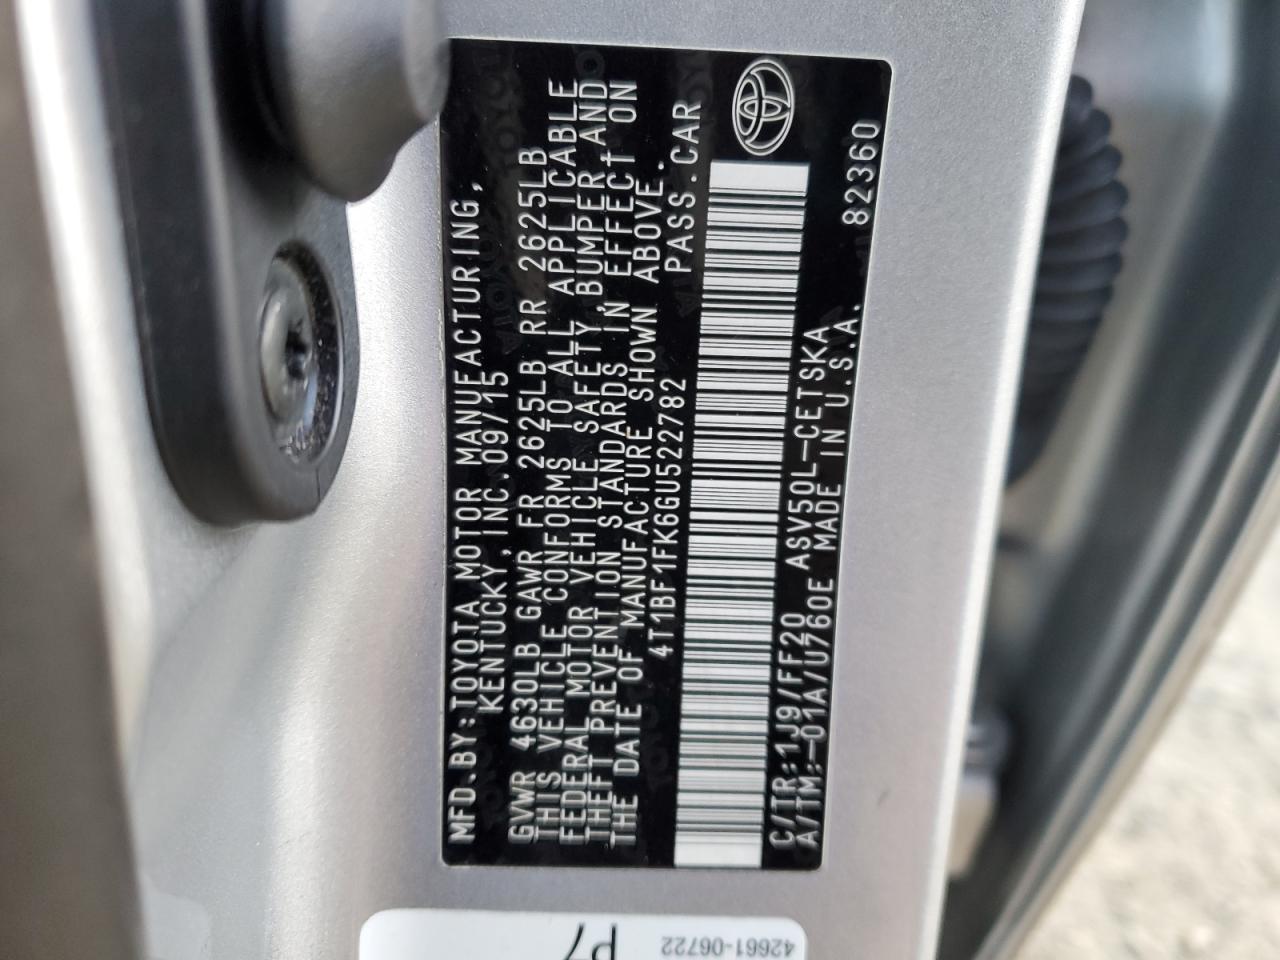 MFD.BY:TOYOTA MOTOR MANUFACTURING,
KENTUCKY,INC.09/15
GVWR 4630LB GAWR FR 2625LB RR 2625LB
THIS VEHICLE CONFORMS TO ALL APPLICABLE
FEDERAL MOTOR VEHICLE SAFETY,BUMPER,AND
THEFT PREVENTION STANDARDS IN EFFECT ON
THE DATE OF MANUFACTURE SHOWN ABOVE.
4T1BF1FK6GU522782 PASS.CAR
C/TR:1J9/FF20 ASV50L-CETSKA
A/TM:-01A/U760E MADE IN U.S.A. 82360
P7
42661-06722